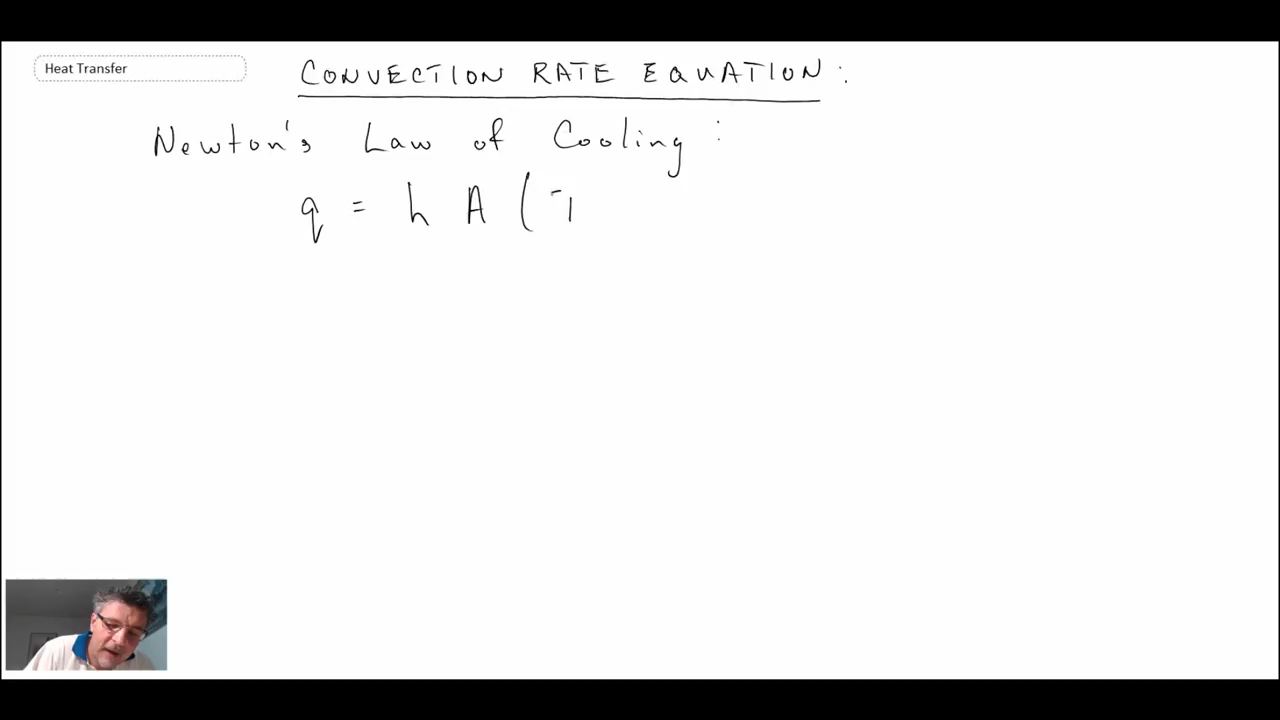 Heat Transfer
CONVECTION RATE EQUATION:
Newton's Law of Cooling:
q = h A ( T